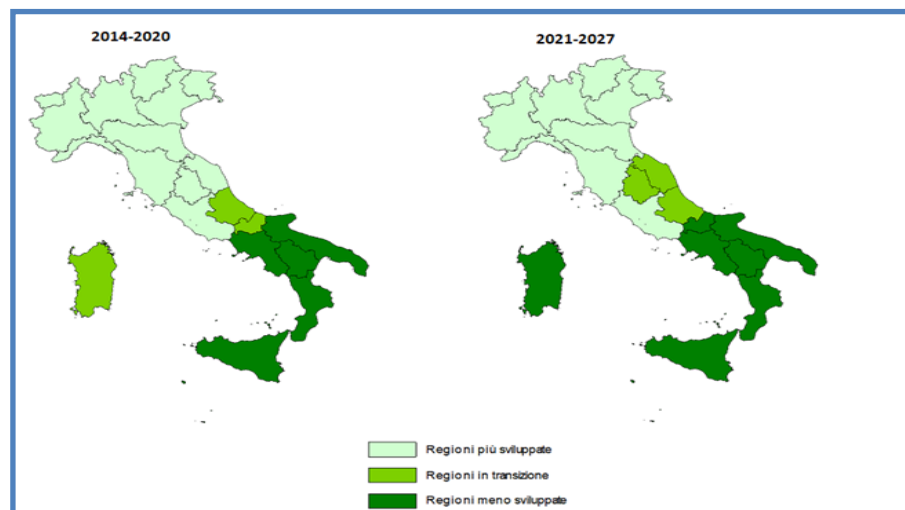 2014-2020
2021-2027
Regioni più sviluppate
Regioni in transizione
Regioni meno sviluppate